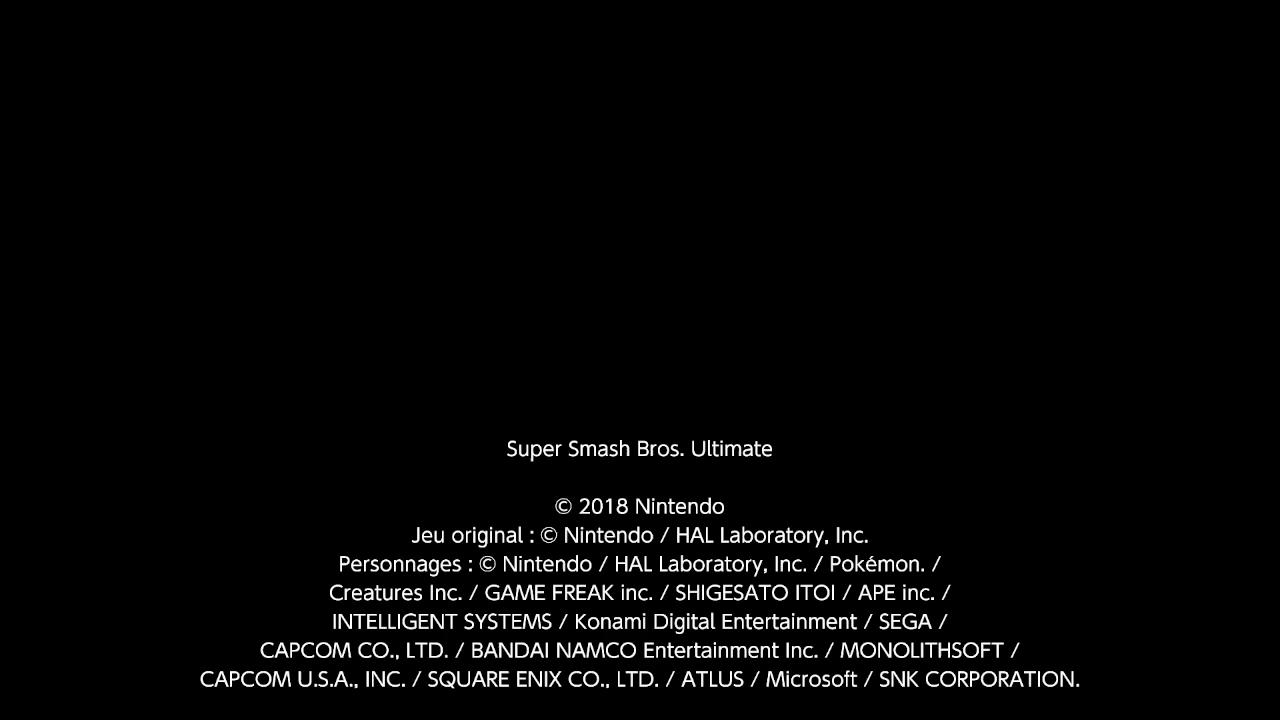 Super Smash Bros. Ultimate
© 2018 Nintendo
Jeu original : © Nintendo / HAL Laboratory, Inc.
Personnages : © Nintendo / HAL Laboratory, Inc. / Pokémon. /
Creatures Inc. / GAME FREAK inc. / SHIGESATO ITOI / APE inc. /
INTELLIGENT SYSTEMS / Konami Digital Entertainment / SEGA /
CAPCOM CO., LTD. / BANDAI NAMCO Entertainment Inc. / MONOLITHSOFT /
CAPCOM U.S.A., INC. / SQUARE ENIX CO., LTD. / ATLUS / Microsoft / SNK CORPORATION.